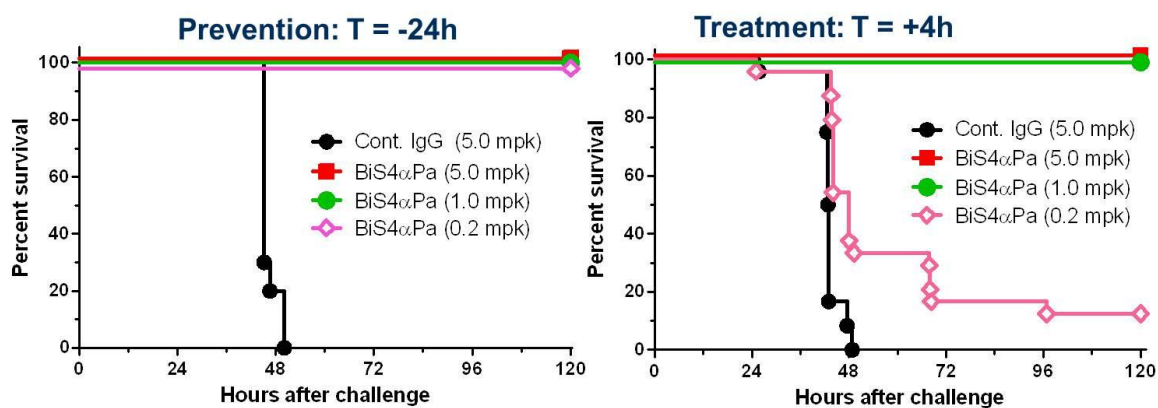 Prevention: T = -24h
Percent survival
100
80
60
40
20
0
Cont. IgG (5.0 mpk)
BiS4αPa (5.0 mpk)
BiS4αPa (1.0 mpk)
BiS4αPa (0.2 mpk)
0 24 48 72 96 120
Hours after challenge
Treatment: T = +4h
Percent survival
100
80
60
40
20
0
Cont. IgG (5.0 mpk)
BiS4αPa (5.0 mpk)
BiS4αPa (1.0 mpk)
BiS4αPa (0.2 mpk)
0 24 48 72 96 120
Hours after challenge